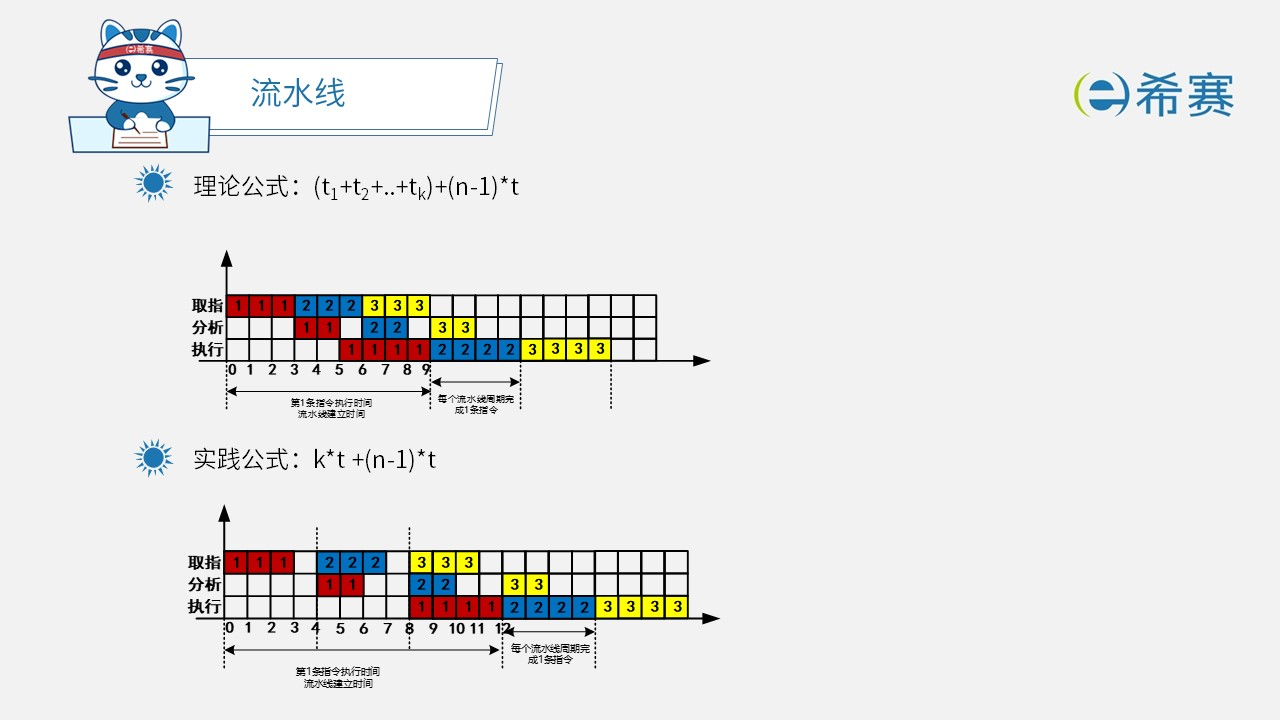 (e)希赛
流水线
(e)希赛
理论公式：(t1+t2+..+tk)+(n-1)*t
取指 1 1 1 2 2 2 3 3 3
分析 1 1 2 2 3 3
执行 1 1 1 1 2 2 2 2 3 3 3 3
0 1 2 3 4 5 6 7 8 9
第1条指令执行时间
流水线建立时间
每个流水线周期完
成1条指令
实践公式：k*t +(n-1)*t
取指 1 1 1 2 2 2 3 3 3
分析 1 1 2 2 3 3
执行 1 1 1 1 2 2 2 2 3 3 3 3
0 1 2 3 4 5 6 7 8 9 10 11 12
第1条指令执行时间
流水线建立时间
每个流水线周期完
成1条指令